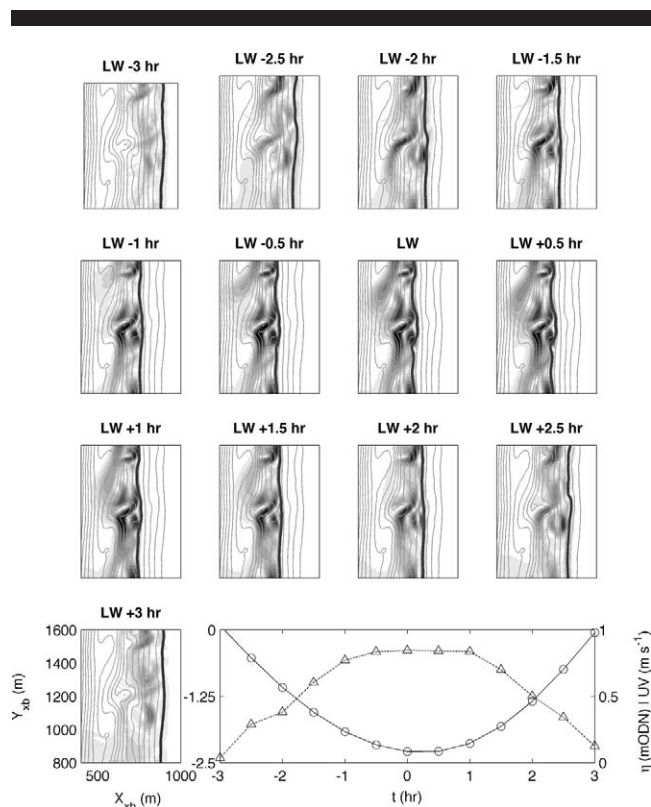 LW -3 hr
LW -2.5 hr
LW -2 hr
LW -1.5 hr
LW -1 hr
LW -0.5 hr
LW
LW +0.5 hr
LW +1 hr
LW +1.5 hr
LW +2 hr
LW +2.5 hr
LW +3 hr
1600
1400
1200
1000
800
Y_xb (m)
500
1000
X_xb (m)
0
-1.25
-2.5
-3
-2
-1
0
1
2
3
t (hr)
1
0.5
0
η (mODN) | UV (m s⁻¹)